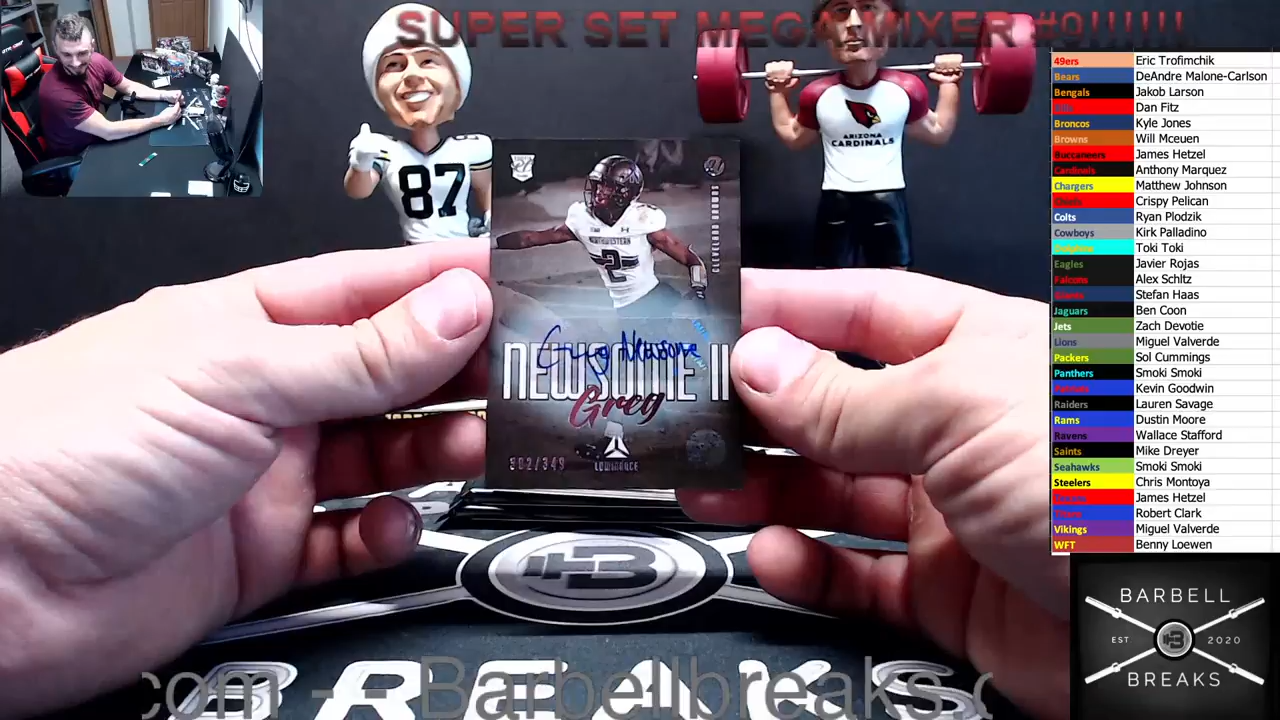 SUPER SET MEGA MIXER #9!!!!!!
49ers Eric Trofimchik
Bears DeAndre Malone-Carlson
Bengals Jakob Larson
Bills Dan Fitz
Broncos Kyle Jones
Browns Will Mceuen
Buccaneers James Hetzel
Cardinals Anthony Marquez
Chargers Matthew Johnson
Chiefs Crispy Pelican
Colts Ryan Plodzik
Cowboys Kirk Palladino
Dolphins Toki Toki
Eagles Javier Rojas
Falcons Alex Schltz
Giants Stefan Haas
Jaguars Ben Coon
Jets Zach Devotie
Lions Miguel Valverde
Packers Sol Cummings
Panthers Smoki Smoki
Patriots Kevin Goodwin
Raiders Lauren Savage
Rams Dustin Moore
Ravens Wallace Stafford
Saints Mike Dreyer
Seahawks Smoki Smoki
Steelers Chris Montoya
Texans James Hetzel
Titans Robert Clark
Vikings Miguel Valverde
WFT Benny Loewen
87
ARIZONA
CARDINALS
CLEVELAND BROWNS
NORTHWESTERN
2
Greg Newsome
NEWSOME II
Greg
302/349
LUMINANCE
B
BREAKS
.com - - Barbellbreaks.c
BARBELL
EST B 2020
BREAKS